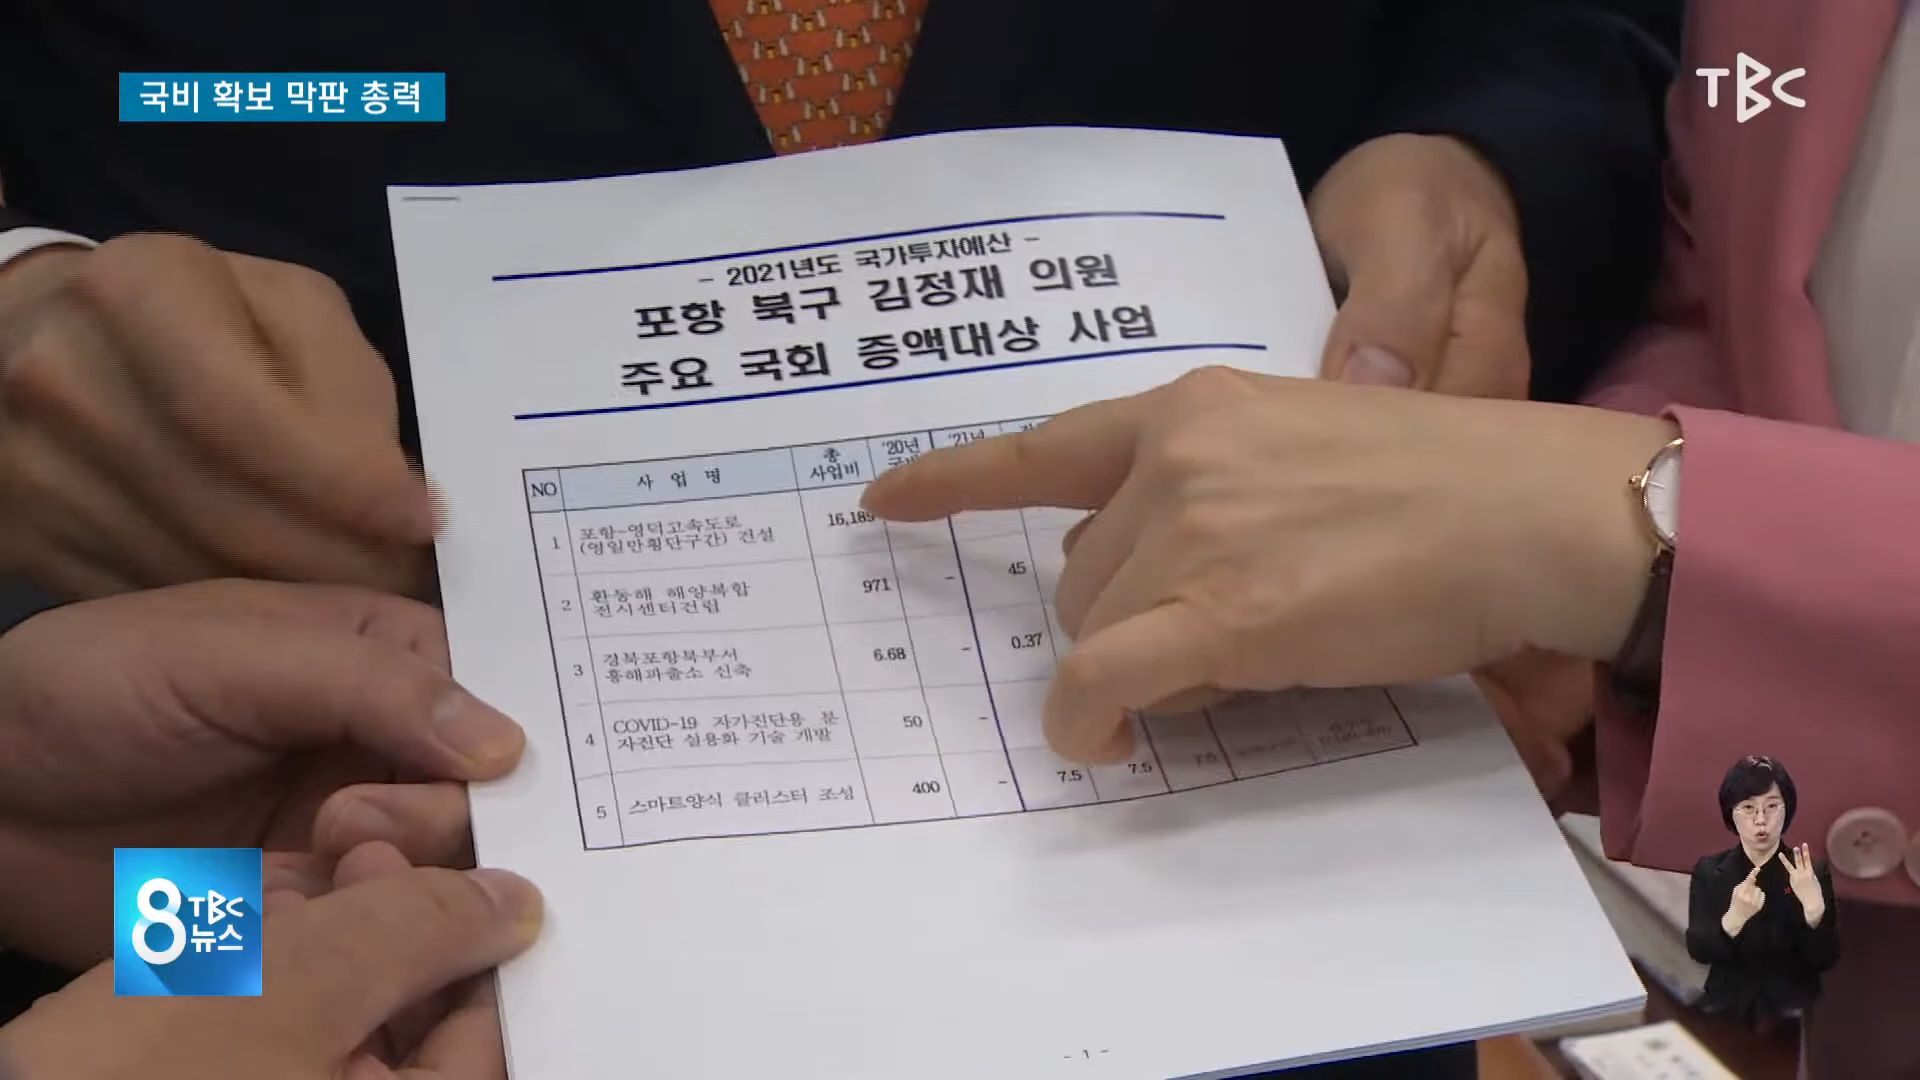 국비 확보 막판 총력
TBC
- 2021년도 국가투자예산 -
포항 북구 김정재 의원
주요 국회 증액대상 사업
NO 사 업 명 총 사업비 '20년 '21년
1 포항-영덕고속도로 (영일만횡단구간) 건설 16,189
2 환동해 해양복합 전시센터건립 971 - 45
3 경북포항북부서 흥해파출소 신축 6.68 - 0.37
4 COVID-19 자가진단용 분자진단 실용화 기술 개발 50 -
5 스마트양식 클러스터 조성 400 - 7.5 7.5 7.5
- 1 -
8 TBC 뉴스